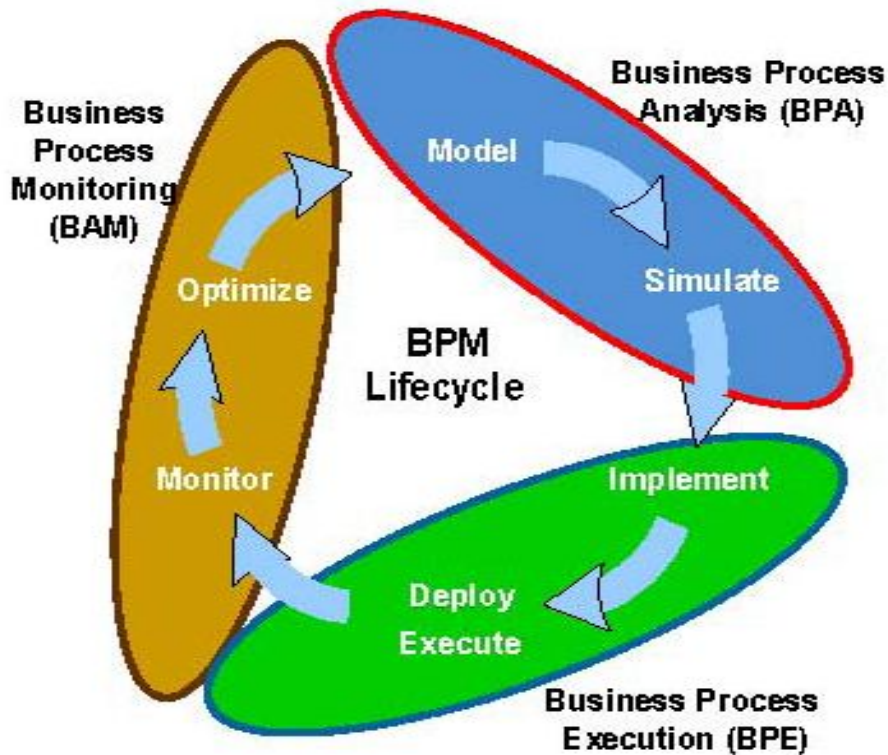 Business Process
Analysis (BPA)
Business
Process
Monitoring
(BAM)
Model
Simulate
Optimize
BPM
Lifecycle
Monitor
Implement
Deploy
Execute
Business Process
Execution (BPE)